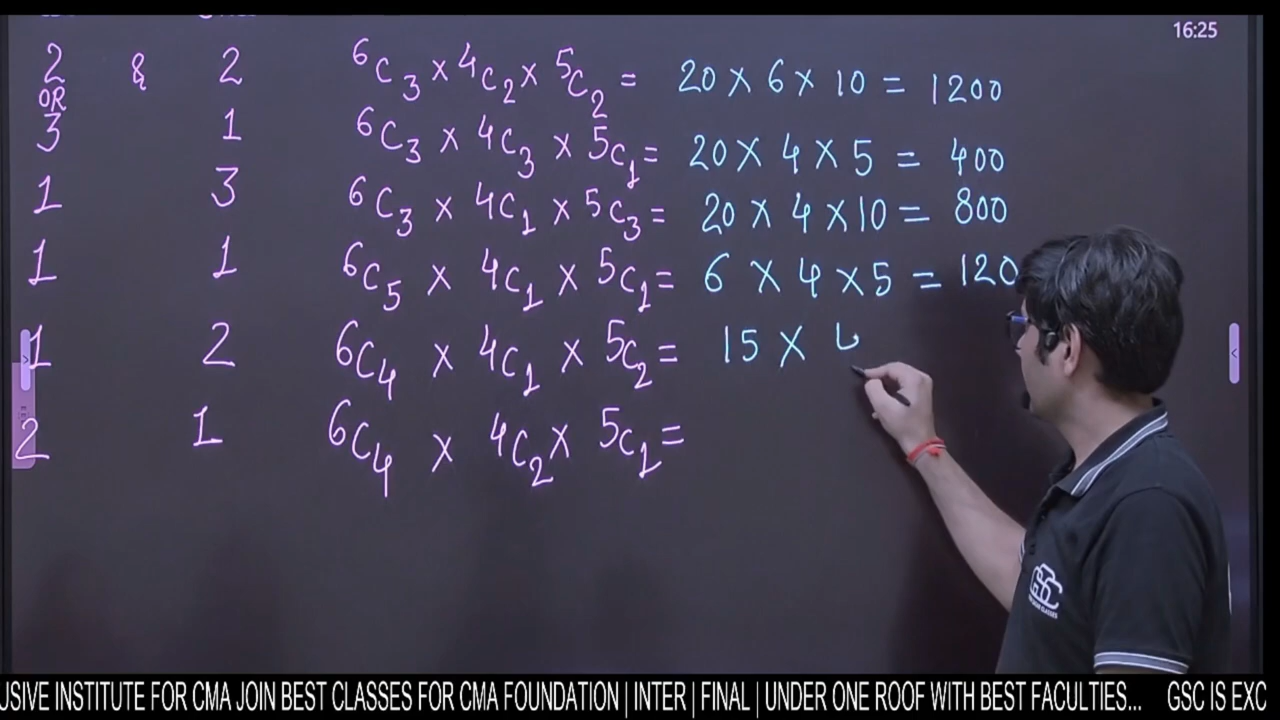 16:25
2 & 2 ⁶C₃ × ⁴C₂ × ⁵C₂ = 20 × 6 × 10 = 1200
OR
3 1 ⁶C₃ × ⁴C₃ × ⁵C₁ = 20 × 4 × 5 = 400
1 3 ⁶C₃ × ⁴C₁ × ⁵C₃ = 20 × 4 × 10 = 800
1 1 ⁶C₅ × ⁴C₁ × ⁵C₁ = 6 × 4 × 5 = 120
1 2 ⁶C₄ × ⁴C₁ × ⁵C₂ = 15 ×
2 1 ⁶C₄ × ⁴C₂ × ⁵C₁ =
GSC
USIVE INSTITUTE FOR CMA JOIN BEST CLASSES FOR CMA FOUNDATION | INTER | FINAL | UNDER ONE ROOF WITH BEST FACULTIES... GSC IS EXC